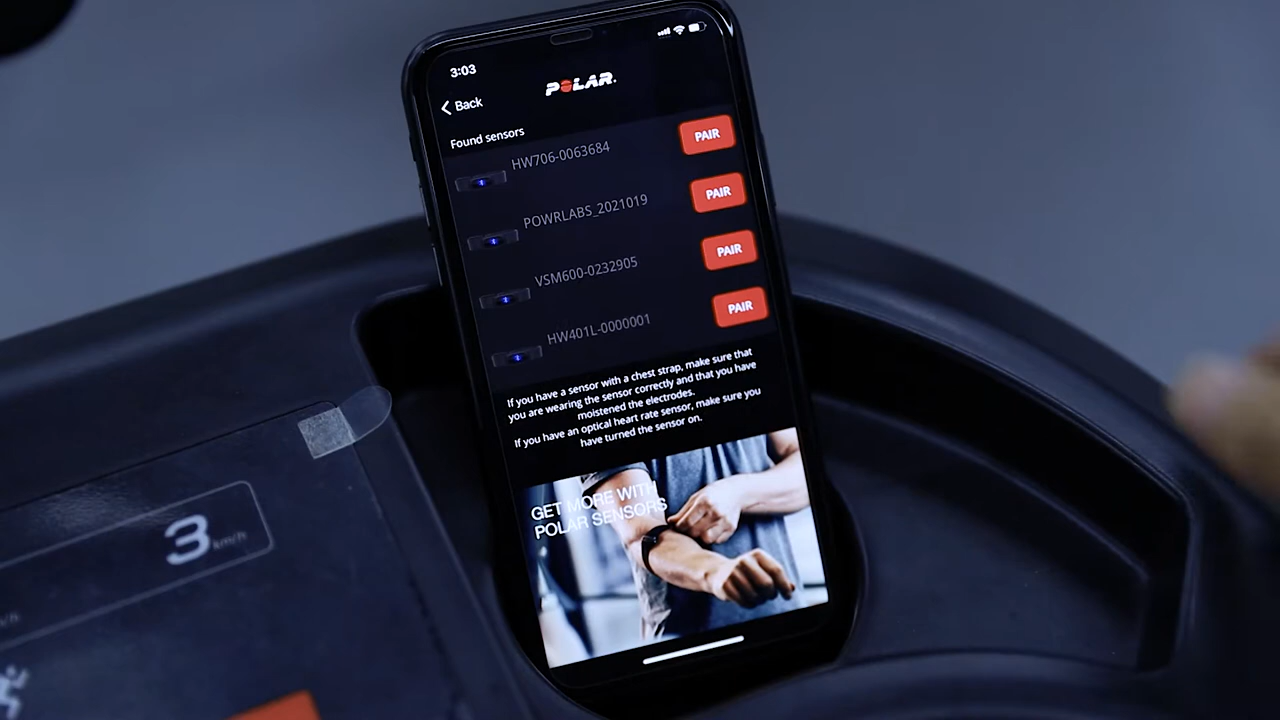 3:03
POLAR
Back
Found sensors
HW706-0063684
PAIR
POWRLABS_2021019
PAIR
VSM600-0232905
PAIR
HW401L-0000001
PAIR
If you have a sensor with a chest strap, make sure that
you are wearing the sensor correctly and that you have
moistened the electrodes.
If you have an optical heart rate sensor, make sure you
have turned the sensor on.
GET MORE WITH
POLAR SENSORS
3 km/h